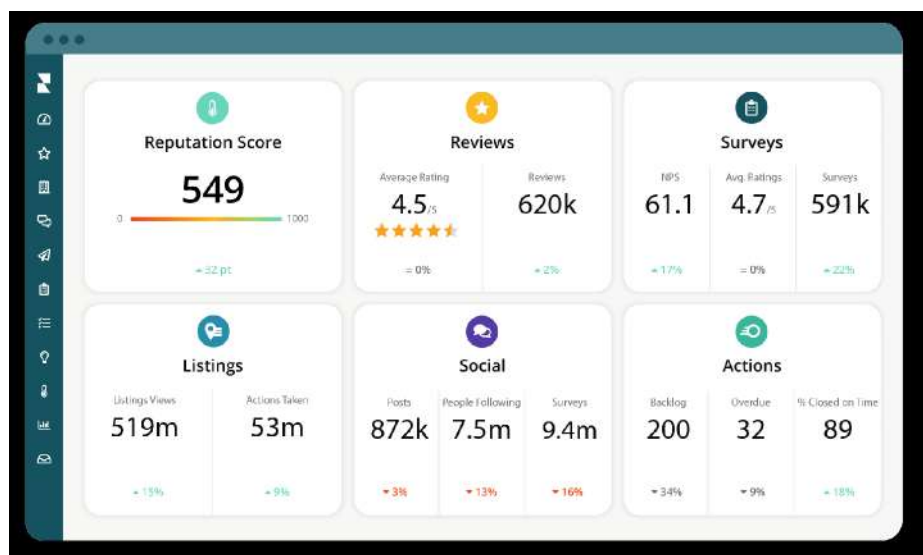 Reputation Score
549
0 1000
32 pt
Reviews
Average Rating Reviews
4.5/5 620k
= 0% 2%
Surveys
NPS Avg. Ratings Surveys
61.1 4.7/5 591k
17% = 0% 22%
Listings
Listings Views Actions Taken
519m 53m
15% 9%
Social
Posts People Following Surveys
872k 7.5m 9.4m
3% 13% 16%
Actions
Backlog Overdue % Closed on Time
200 32 89
34% 9% 18%